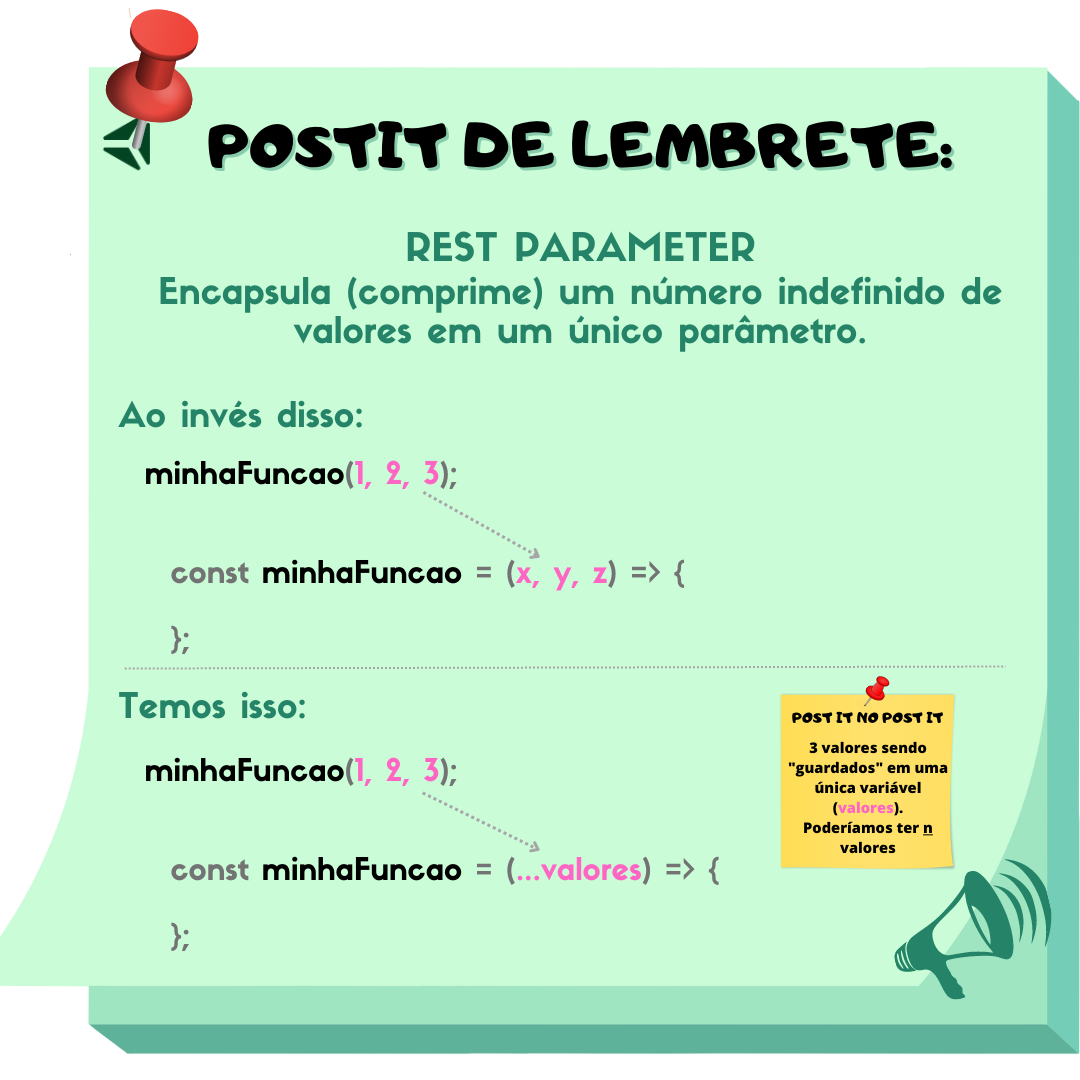 POSTIT DE LEMBRETE:
REST PARAMETER
Encapsula (comprime) um número indefinido de
valores em um único parâmetro.
Ao invés disso:
minhaFuncao(1, 2, 3);
const minhaFuncao = (x, y, z) => {
};
Temos isso:
minhaFuncao(1, 2, 3);
const minhaFuncao = (...valores) => {
};
POST IT NO POST IT
3 valores sendo
"guardados" em uma
única variável
(valores).
Poderíamos ter n
valores